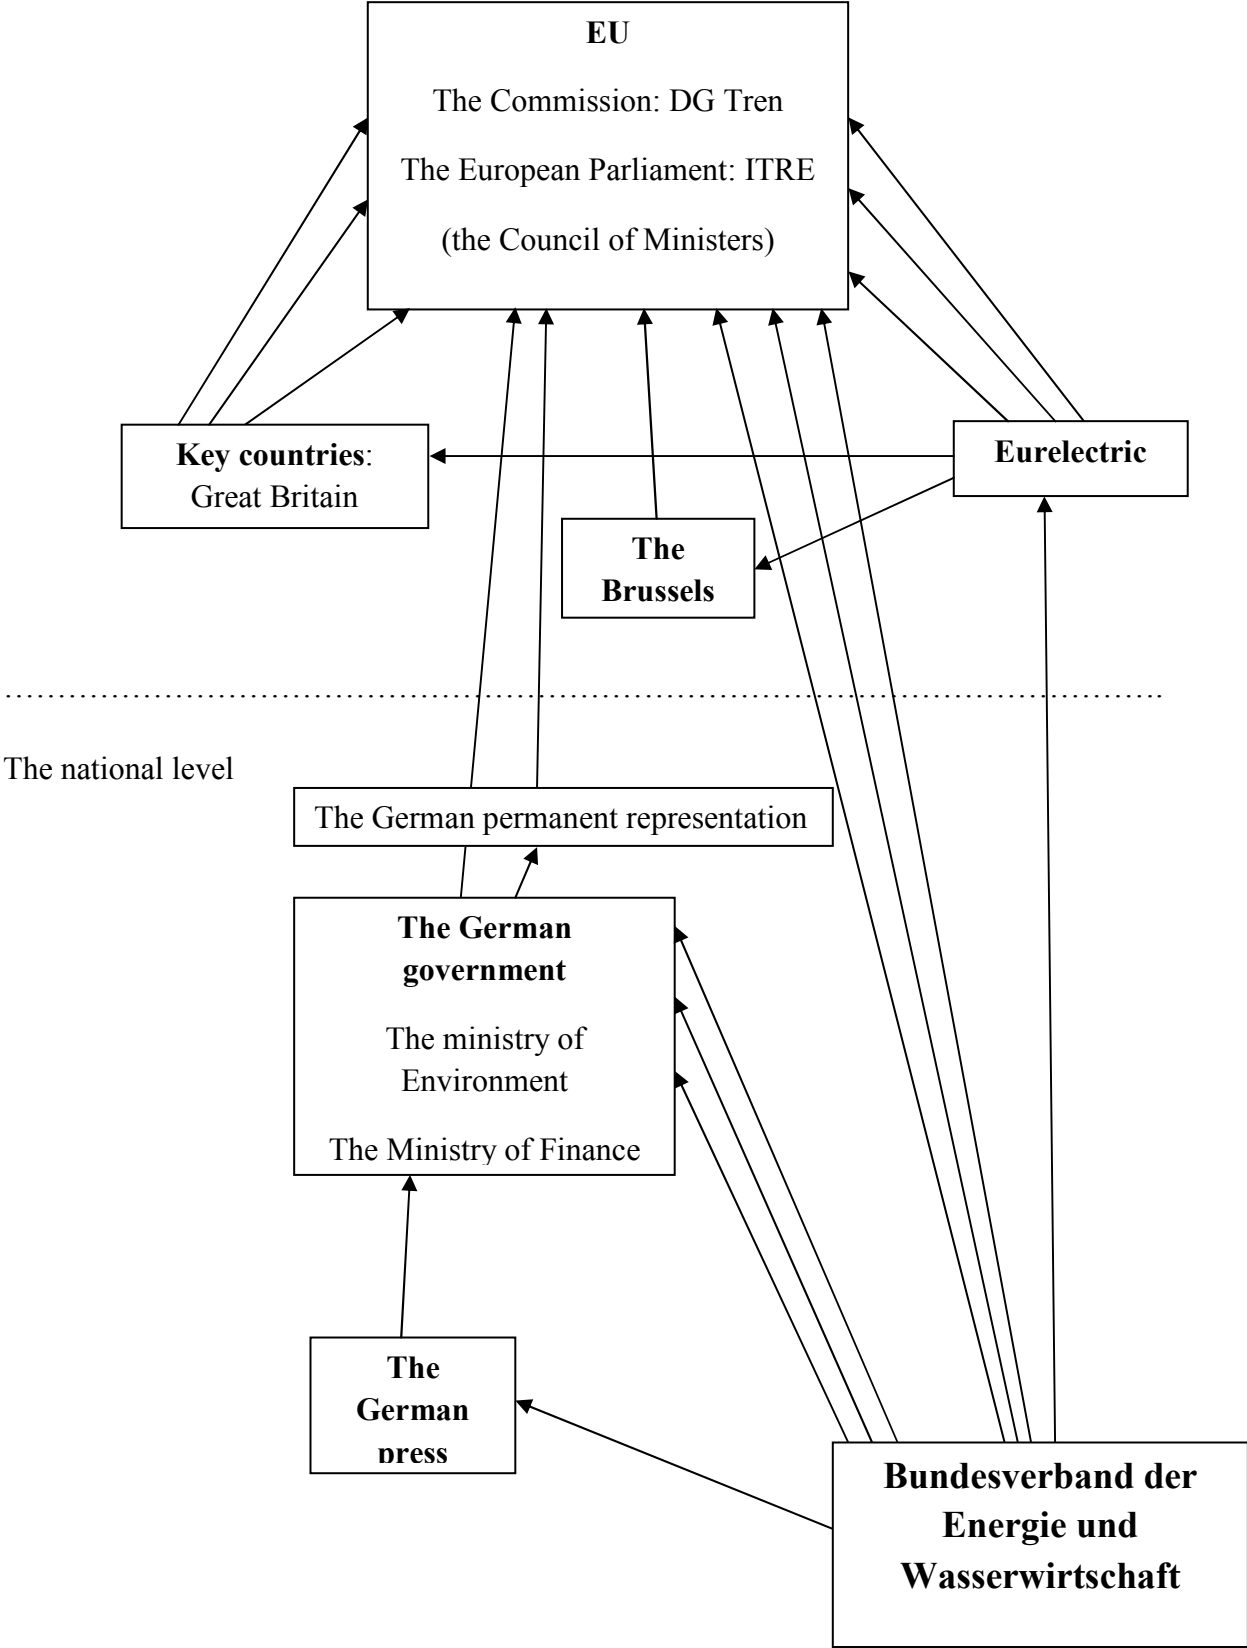 EU
The Commission: DG Tren
The European Parliament: ITRE
(the Council of Ministers)
Key countries:
Great Britain
Eurelectric
The
Brussels
The national level
The German permanent representation
The German
government
The ministry of
Environment
The Ministry of Finance
The
German
press
Bundesverband der
Energie und
Wasserwirtschaft